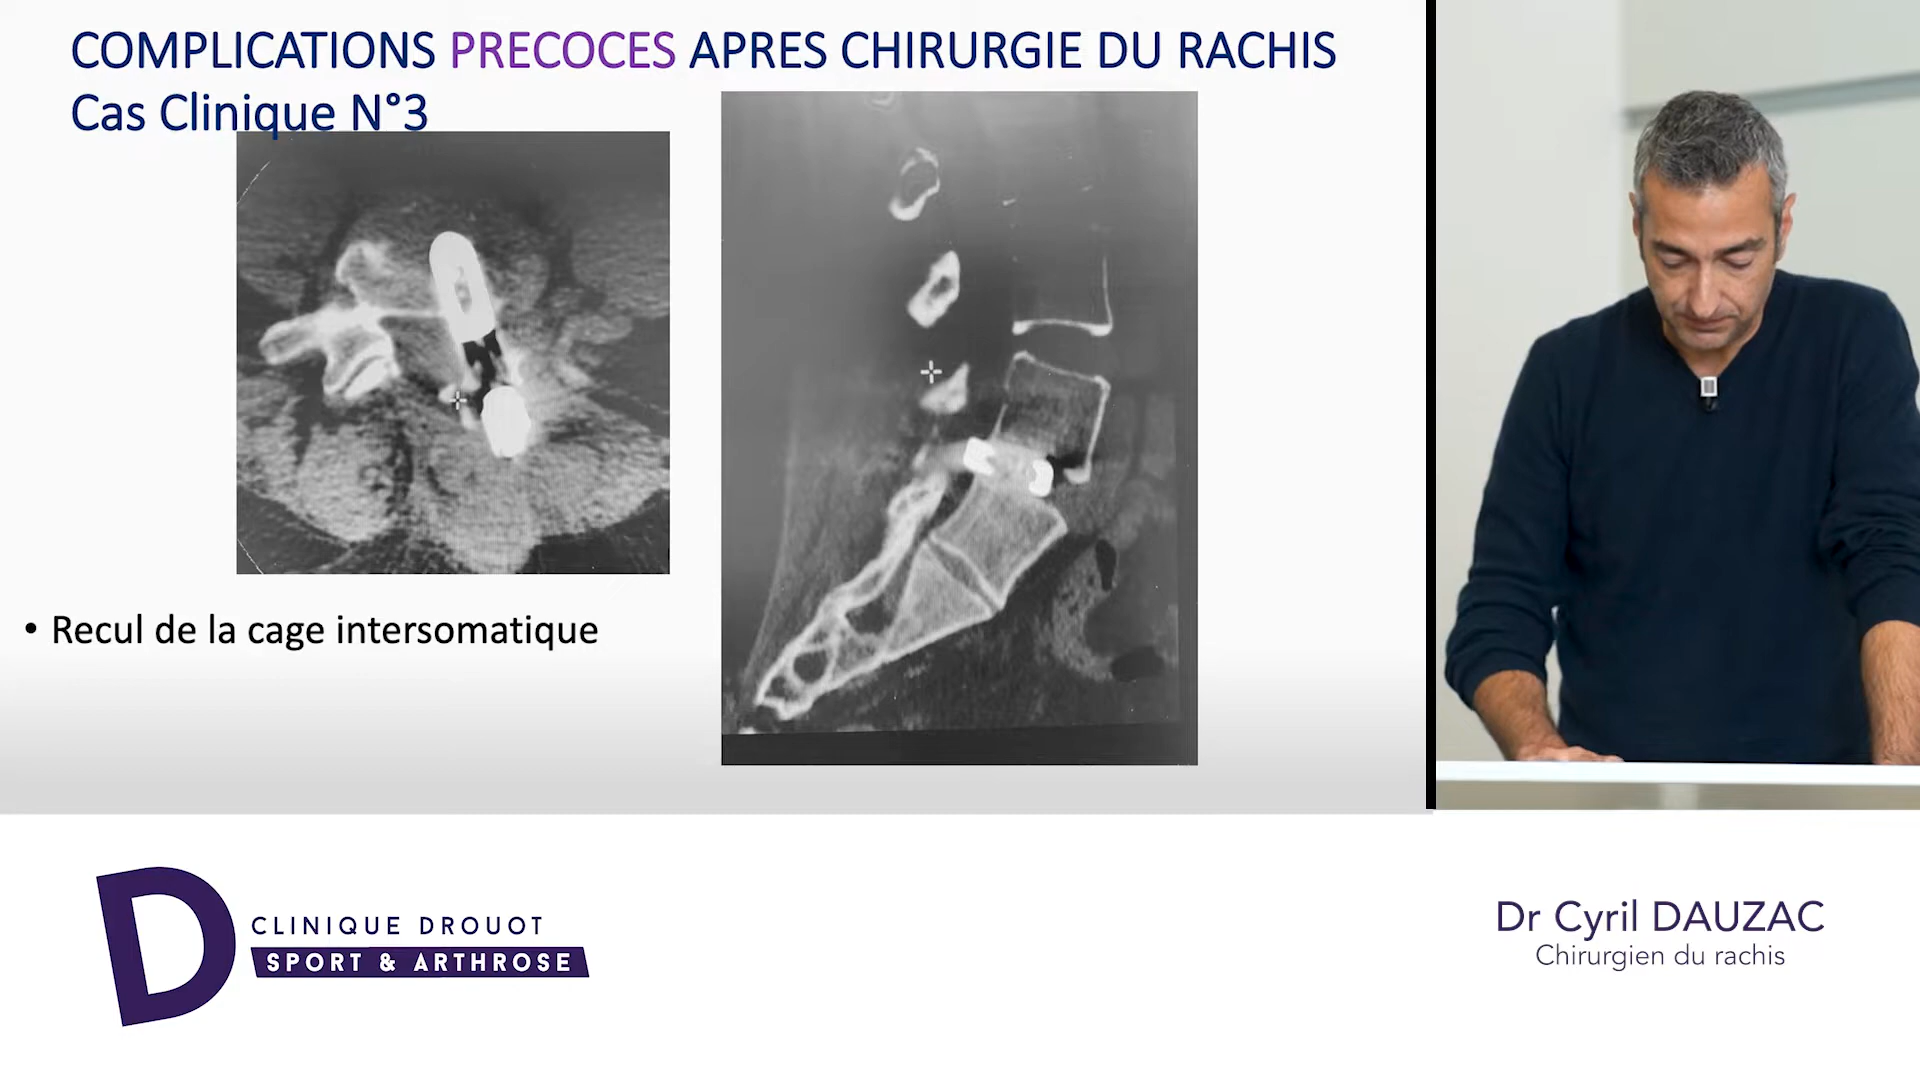 COMPLICATIONS PRECOCES APRES CHIRURGIE DU RACHIS
Cas Clinique N°3
• Recul de la cage intersomatique
D
CLINIQUE DROUOT
SPORT & ARTHROSE
Dr Cyril DAUZAC
Chirurgien du rachis